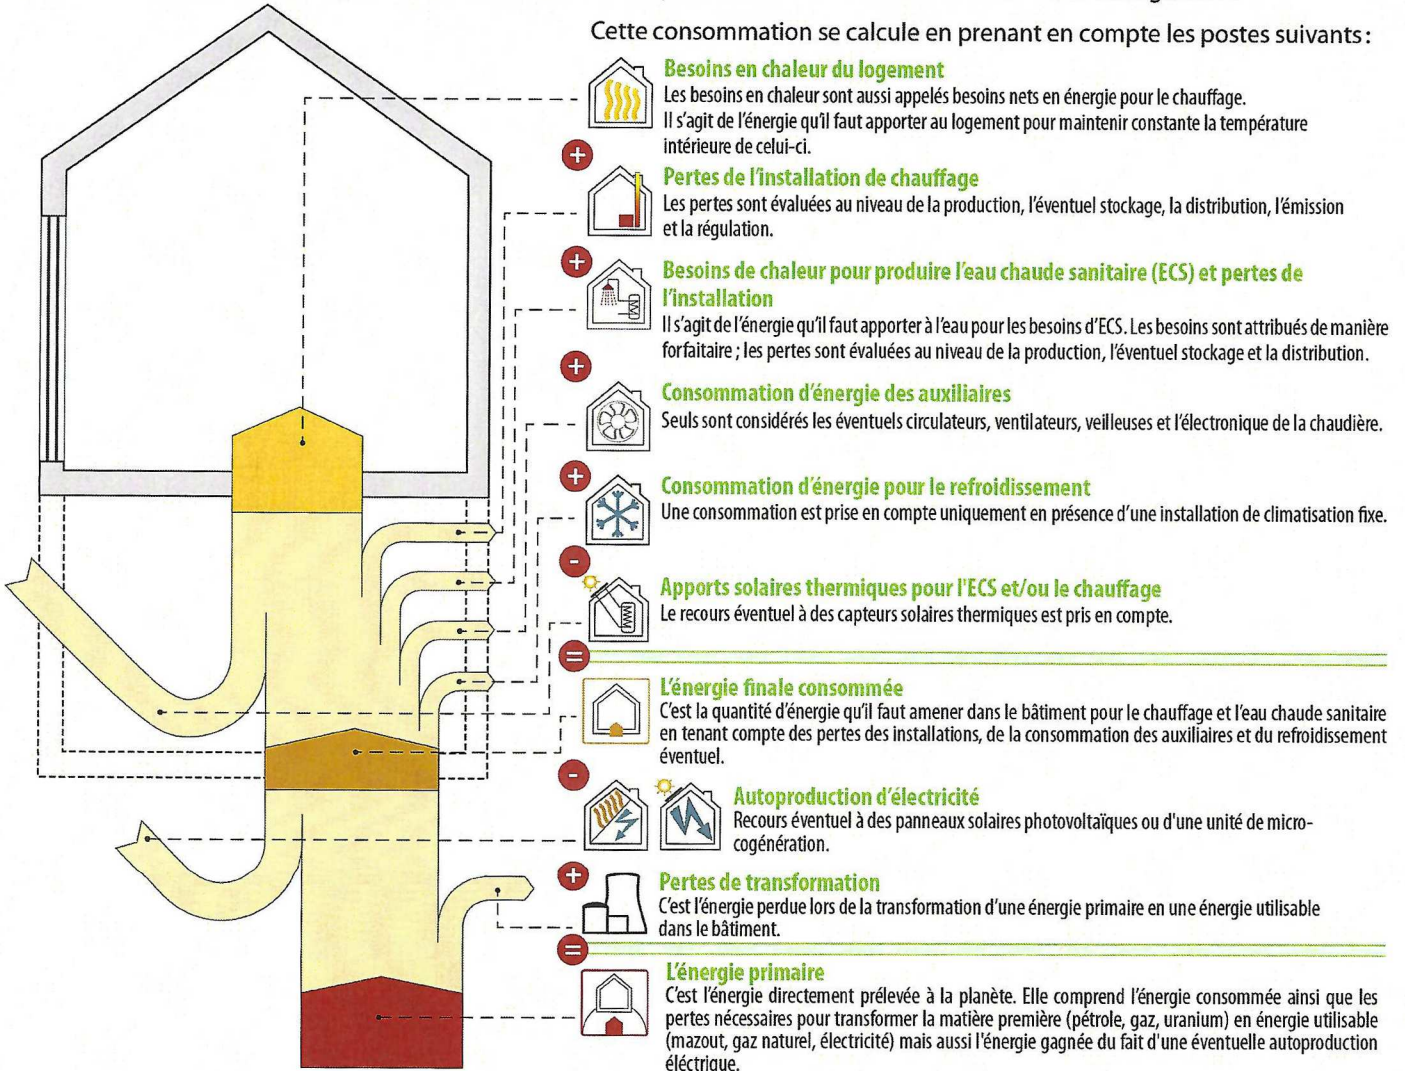 Cette consommation se calcule en prenant en compte les postes suivants :
Besoins en chaleur du logement
Les besoins en chaleur sont aussi appelés besoins nets en énergie pour le chauffage.
Il s'agit de l'énergie qu'il faut apporter au logement pour maintenir constante la température
intérieure de celui-ci.
+
Pertes de l'installation de chauffage
Les pertes sont évaluées au niveau de la production, l'éventuel stockage, la distribution, l'émission
et la régulation.
+
Besoins de chaleur pour produire l'eau chaude sanitaire (ECS) et pertes de
l'installation
Il s'agit de l'énergie qu'il faut apporter à l'eau pour les besoins d'ECS. Les besoins sont attribués de manière
forfaitaire ; les pertes sont évaluées au niveau de la production, l'éventuel stockage et la distribution.
+
Consommation d'énergie des auxiliaires
Seuls sont considérés les éventuels circulateurs, ventilateurs, veilleuses et l'électronique de la chaudière.
+
Consommation d'énergie pour le refroidissement
Une consommation est prise en compte uniquement en présence d'une installation de climatisation fixe.
-
Apports solaires thermiques pour l'ECS et/ou le chauffage
Le recours éventuel à des capteurs solaires thermiques est pris en compte.
=
L'énergie finale consommée
C'est la quantité d'énergie qu'il faut amener dans le bâtiment pour le chauffage et l'eau chaude sanitaire
en tenant compte des pertes des installations, de la consommation des auxiliaires et du refroidissement
éventuel.
-
Autoproduction d'électricité
Recours éventuel à des panneaux solaires photovoltaïques ou d'une unité de micro-
cogénération.
+
Pertes de transformation
C'est l'énergie perdue lors de la transformation d'une énergie primaire en une énergie utilisable
dans le bâtiment.
=
L'énergie primaire
C'est l'énergie directement prélevée à la planète. Elle comprend l'énergie consommée ainsi que les
pertes nécessaires pour transformer la matière première (pétrole, gaz, uranium) en énergie utilisable
(mazout, gaz naturel, électricité) mais aussi l'énergie gagnée du fait d'une éventuelle autoproduction
éléctrique.